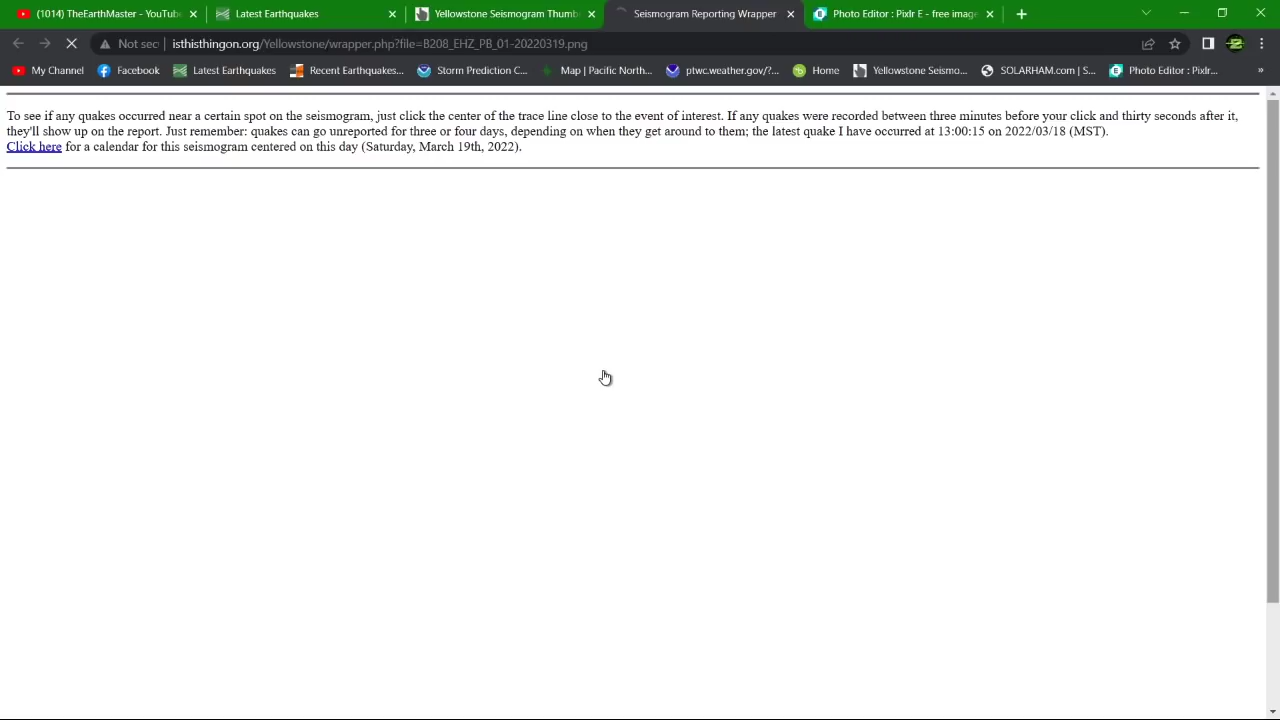 (1014) TheEarthMaster - YouTub
Latest Earthquakes
Yellowstone Seismogram Thumb
Seismogram Reporting Wrapper
Photo Editor : Pixlr E - free imag
Not sec
isthisthingon.org/Yellowstone/wrapper.php?file=B208_EHZ_PB_01-20220319.png
My Channel
Facebook
Latest Earthquakes
Recent Earthquakes...
Storm Prediction C...
Map | Pacific North...
ptwc.weather.gov/?...
Home
Yellowstone Seismo...
SOLARHAM.com | S...
Photo Editor : Pixlr...
»
To see if any quakes occurred near a certain spot on the seismogram, just click the center of the trace line close to the event of interest. If any quakes were recorded between three minutes before your click and thirty seconds after it,
they'll show up on the report. Just remember: quakes can go unreported for three or four days, depending on when they get around to them; the latest quake I have occurred at 13:00:15 on 2022/03/18 (MST).
Click here for a calendar for this seismogram centered on this day (Saturday, March 19th, 2022).